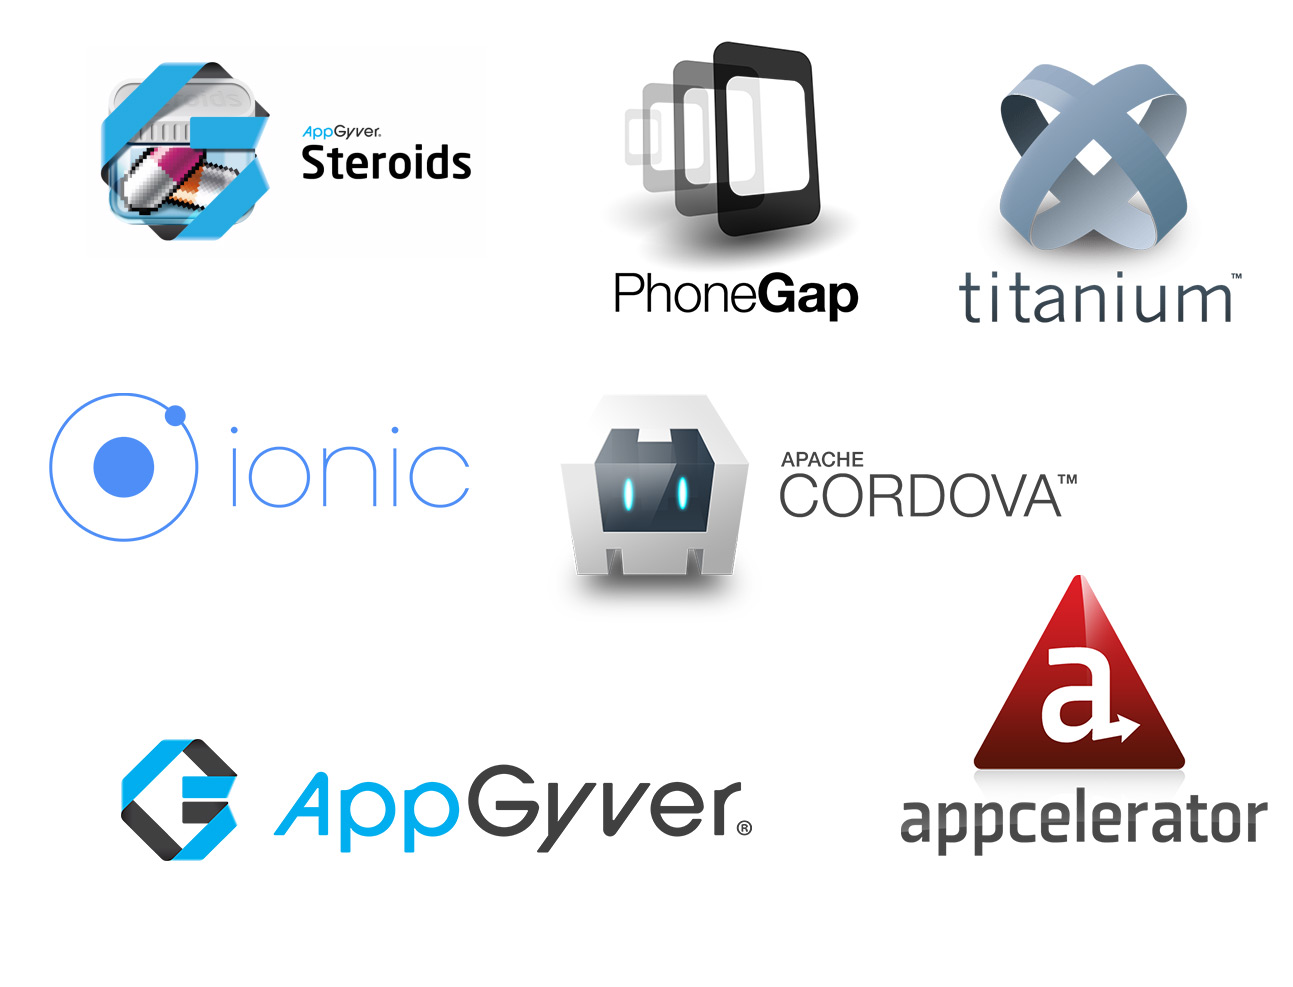 AppGyver®
Steroids
PhoneGap
titanium™
ionic
APACHE
CORDOVA™
a
appcelerator
AppGyver®